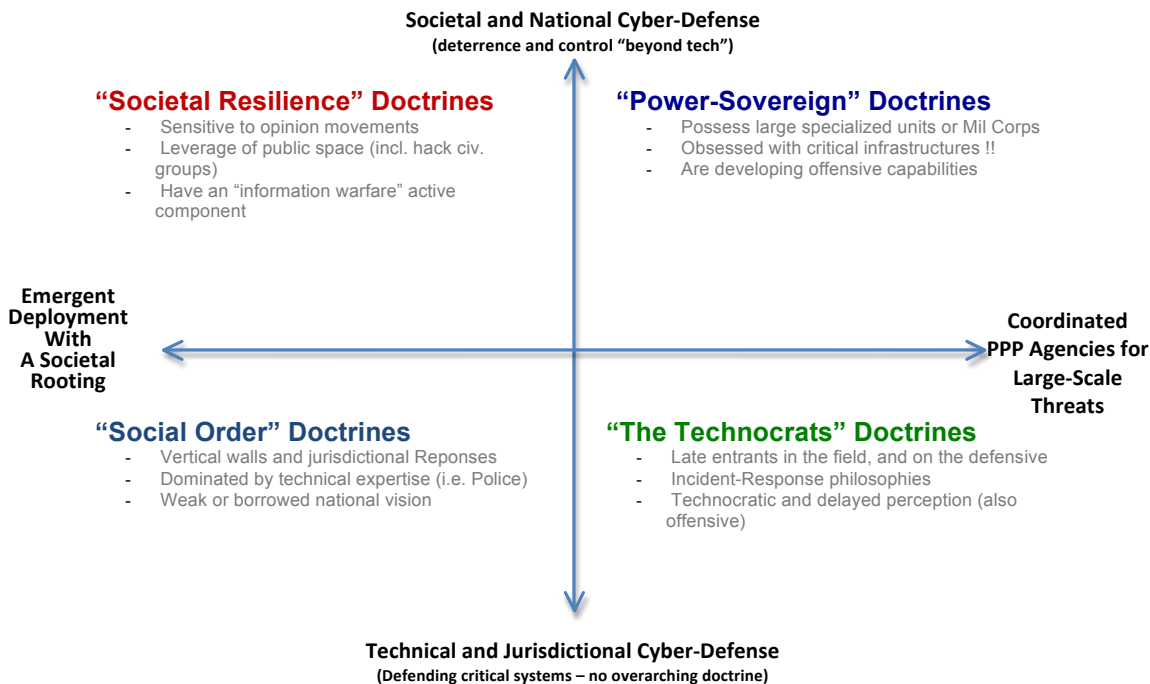 Societal and National Cyber-Defense
(deterrence and control “beyond tech”)
“Societal Resilience” Doctrines
- Sensitive to opinion movements
- Leverage of public space (incl. hack civ.
groups)
- Have an “information warfare” active
component
“Power-Sovereign” Doctrines
- Possess large specialized units or Mil Corps
- Obsessed with critical infrastructures !!
- Are developing offensive capabilities
Emergent
Deployment
With
A Societal
Rooting
Coordinated
PPP Agencies for
Large-Scale
Threats
“Social Order” Doctrines
- Vertical walls and jurisdictional Reponses
- Dominated by technical expertise (i.e. Police)
- Weak or borrowed national vision
“The Technocrats” Doctrines
- Late entrants in the field, and on the defensive
- Incident-Response philosophies
- Technocratic and delayed perception (also
offensive)
Technical and Jurisdictional Cyber-Defense
(Defending critical systems – no overarching doctrine)